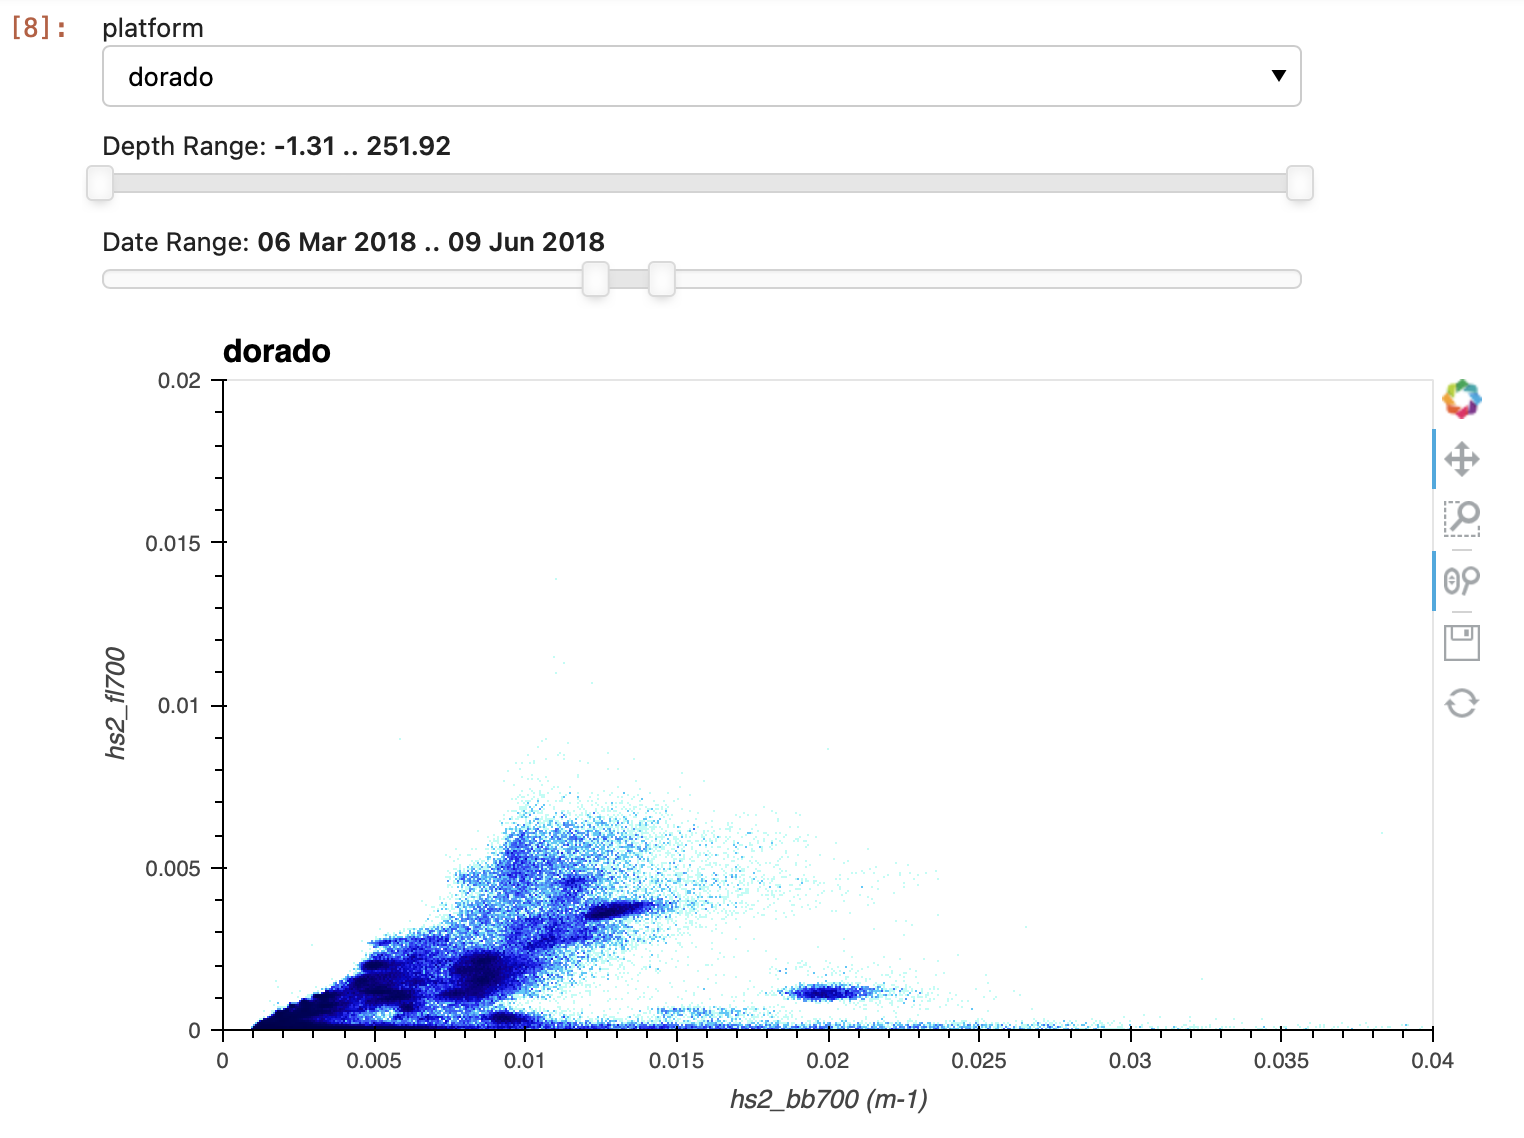 [8]:
platform
dorado
Depth Range: -1.31 .. 251.92
Date Range: 06 Mar 2018 .. 09 Jun 2018
dorado
0.02
0.015
0.01
0.005
0
hs2_fl700
0 0.005 0.01 0.015 0.02 0.025 0.03 0.035 0.04
hs2_bb700 (m-1)